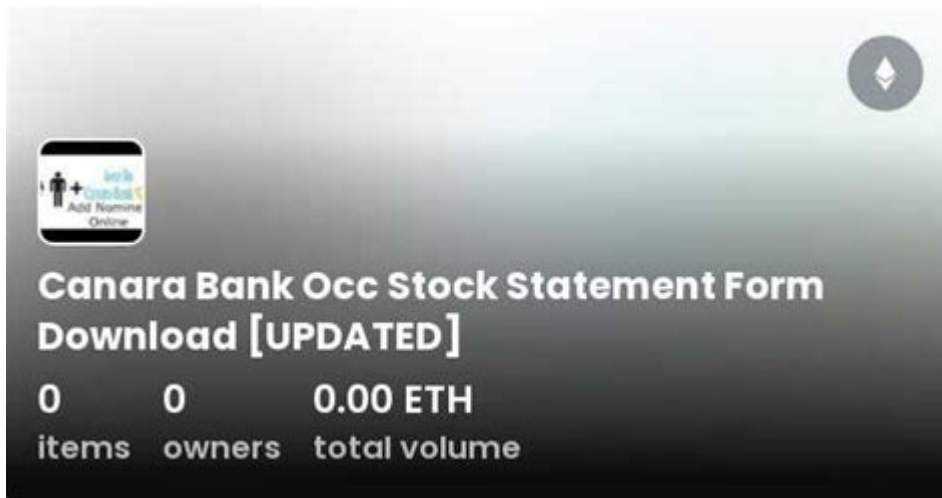 Add Nomine
Online
Canara Bank Occ Stock Statement Form
Download [UPDATED]
0 0 0.00 ETH
items owners total volume